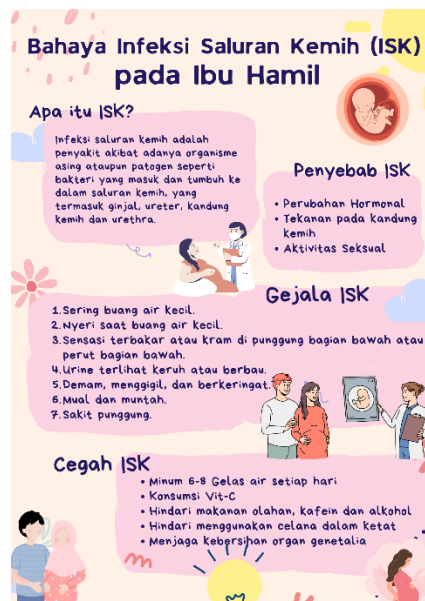 Bahaya Infeksi Saluran Kemih (ISK)
pada Ibu Hamil
Apa itu ISK?
Infeksi saluran kemih adalah
penyakit akibat adanya organisme
asing ataupun patogen seperti
bakteri yang masuk dan tumbuh ke
dalam saluran kemih, yang
termasuk ginjal, ureter, kandung
kemih dan urethra.
Penyebab ISK
• Perubahan Hormonal
• Tekanan pada kandung
kemih
• Aktivitas Seksual
Gejala ISK
1. Sering buang air kecil.
2. Nyeri saat buang air kecil.
3. Sensasi terbakar atau kram di punggung bagian bawah atau
perut bagian bawah.
4. Urine terlihat keruh atau berbau.
5. Demam, menggigil, dan berkeringat.
6. Mual dan muntah.
7. Sakit punggung.
Cegah ISK
• Minum 6-8 Gelas air setiap hari
• Konsumsi Vit-C
• Hindari makanan olahan, kafein dan alkohol
• Hindari menggunakan celana dalam ketat
• Menjaga kebersihan organ genetalia